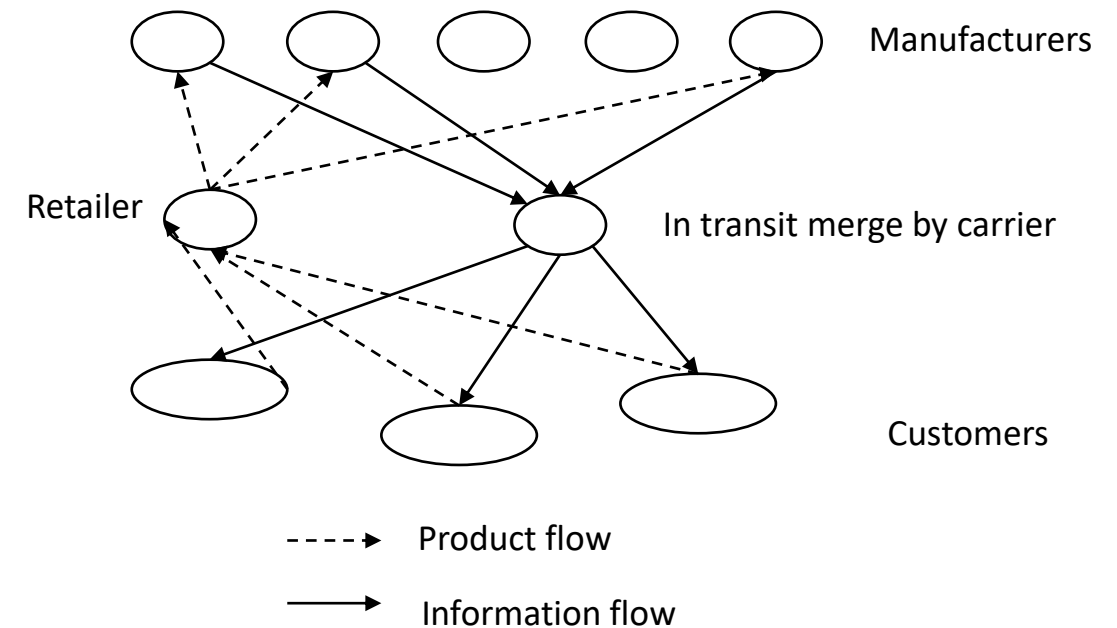 Manufacturers
Retailer
In transit merge by carrier
Customers
Product flow
Information flow